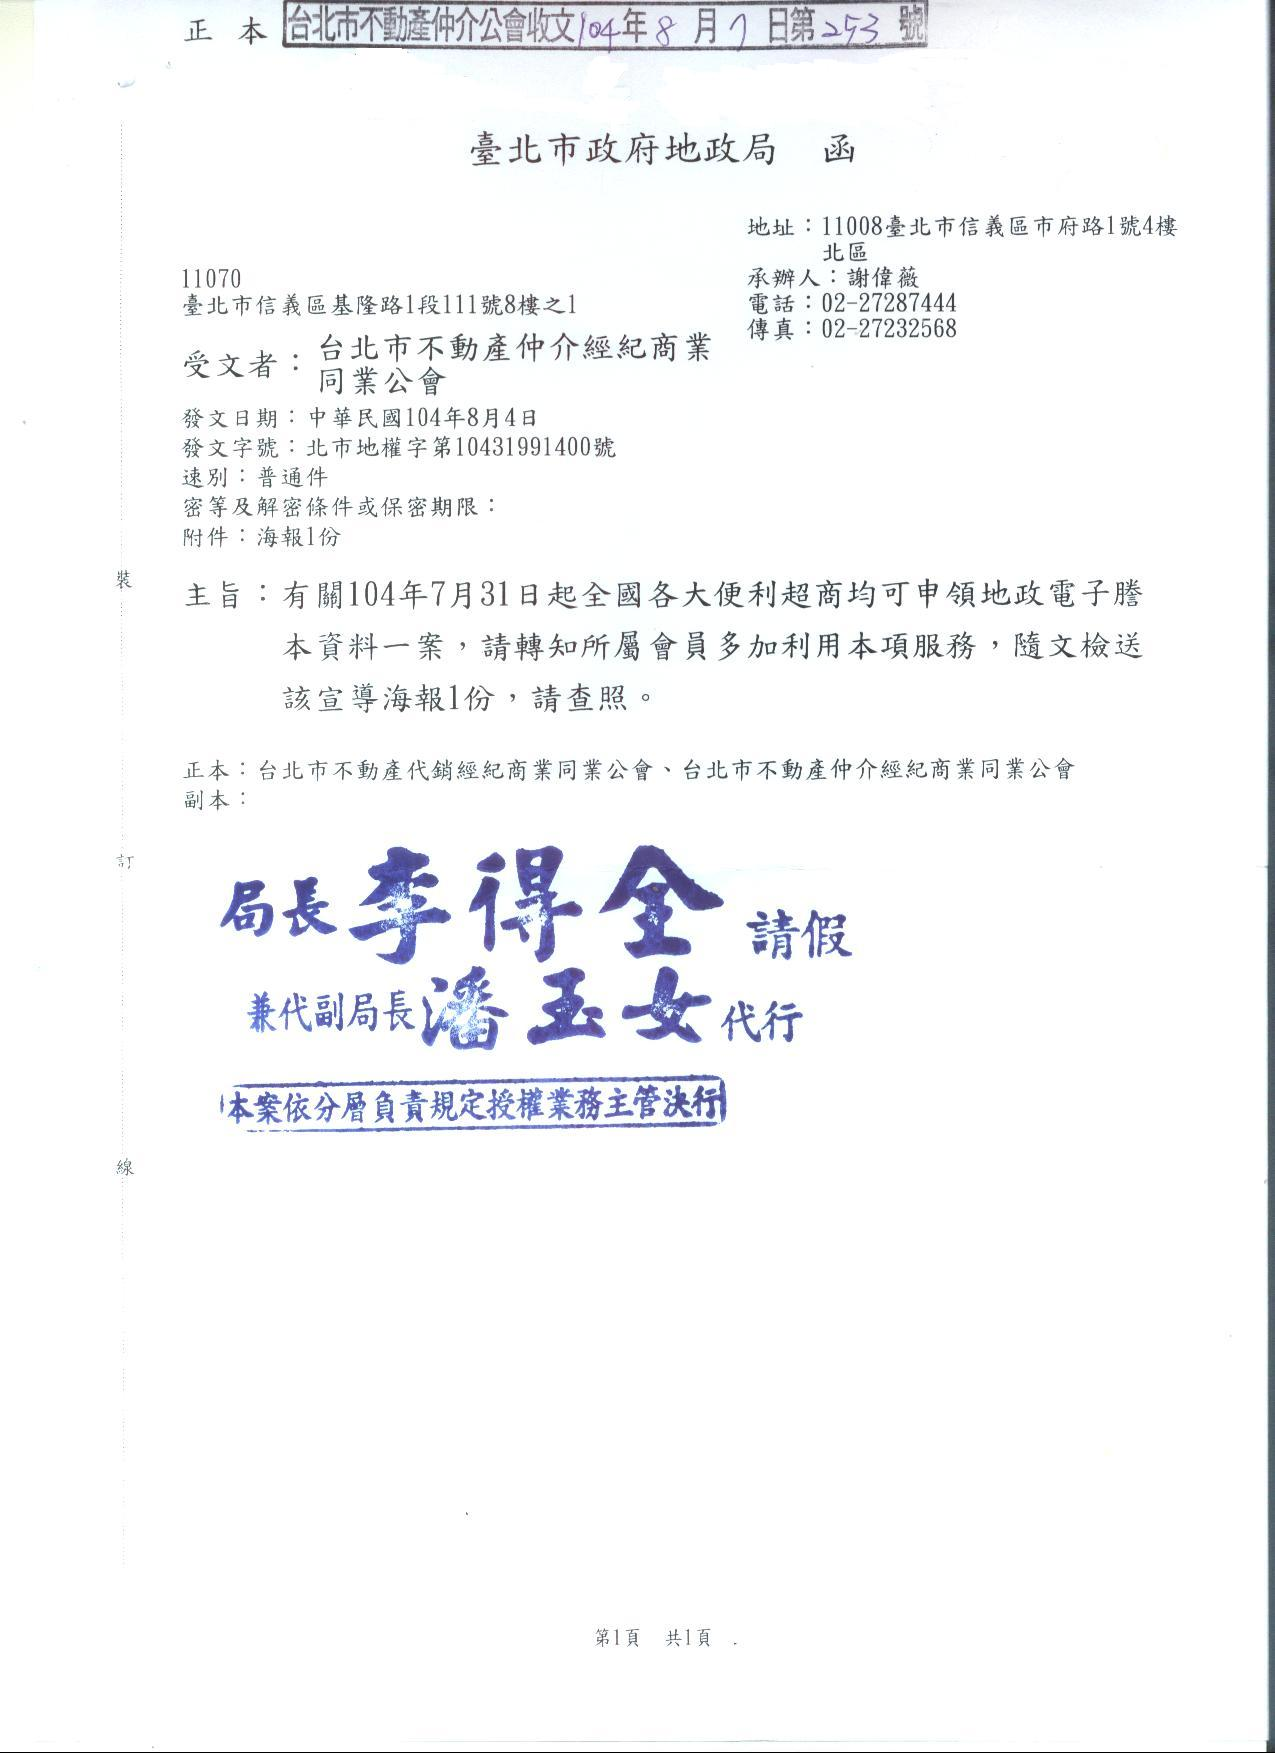 正本 台北市不動產仲介公會收文104年8月7日第253號
臺北市政府地政局 函
地址：11008臺北市信義區市府路1號4樓
北區
承辦人：謝偉薇
電話：02-27287444
傳真：02-27232568
11070
臺北市信義區基隆路1段111號8樓之1
受文者：台北市不動產仲介經紀商業
同業公會
發文日期：中華民國104年8月4日
發文字號：北市地權字第10431991400號
速別：普通件
密等及解密條件或保密期限：
附件：海報1份
主旨：有關104年7月31日起全國各大便利超商均可申領地政電子謄
本資料一案，請轉知所屬會員多加利用本項服務，隨文檢送
該宣導海報1份，請查照。
正本：台北市不動產代銷經紀商業同業公會、台北市不動產仲介經紀商業同業公會
副本：
局長李得全 請假
兼代副局長潘玉女代行
本案依分層負責規定授權業務主管決行
裝
訂
線
第1頁 共1頁